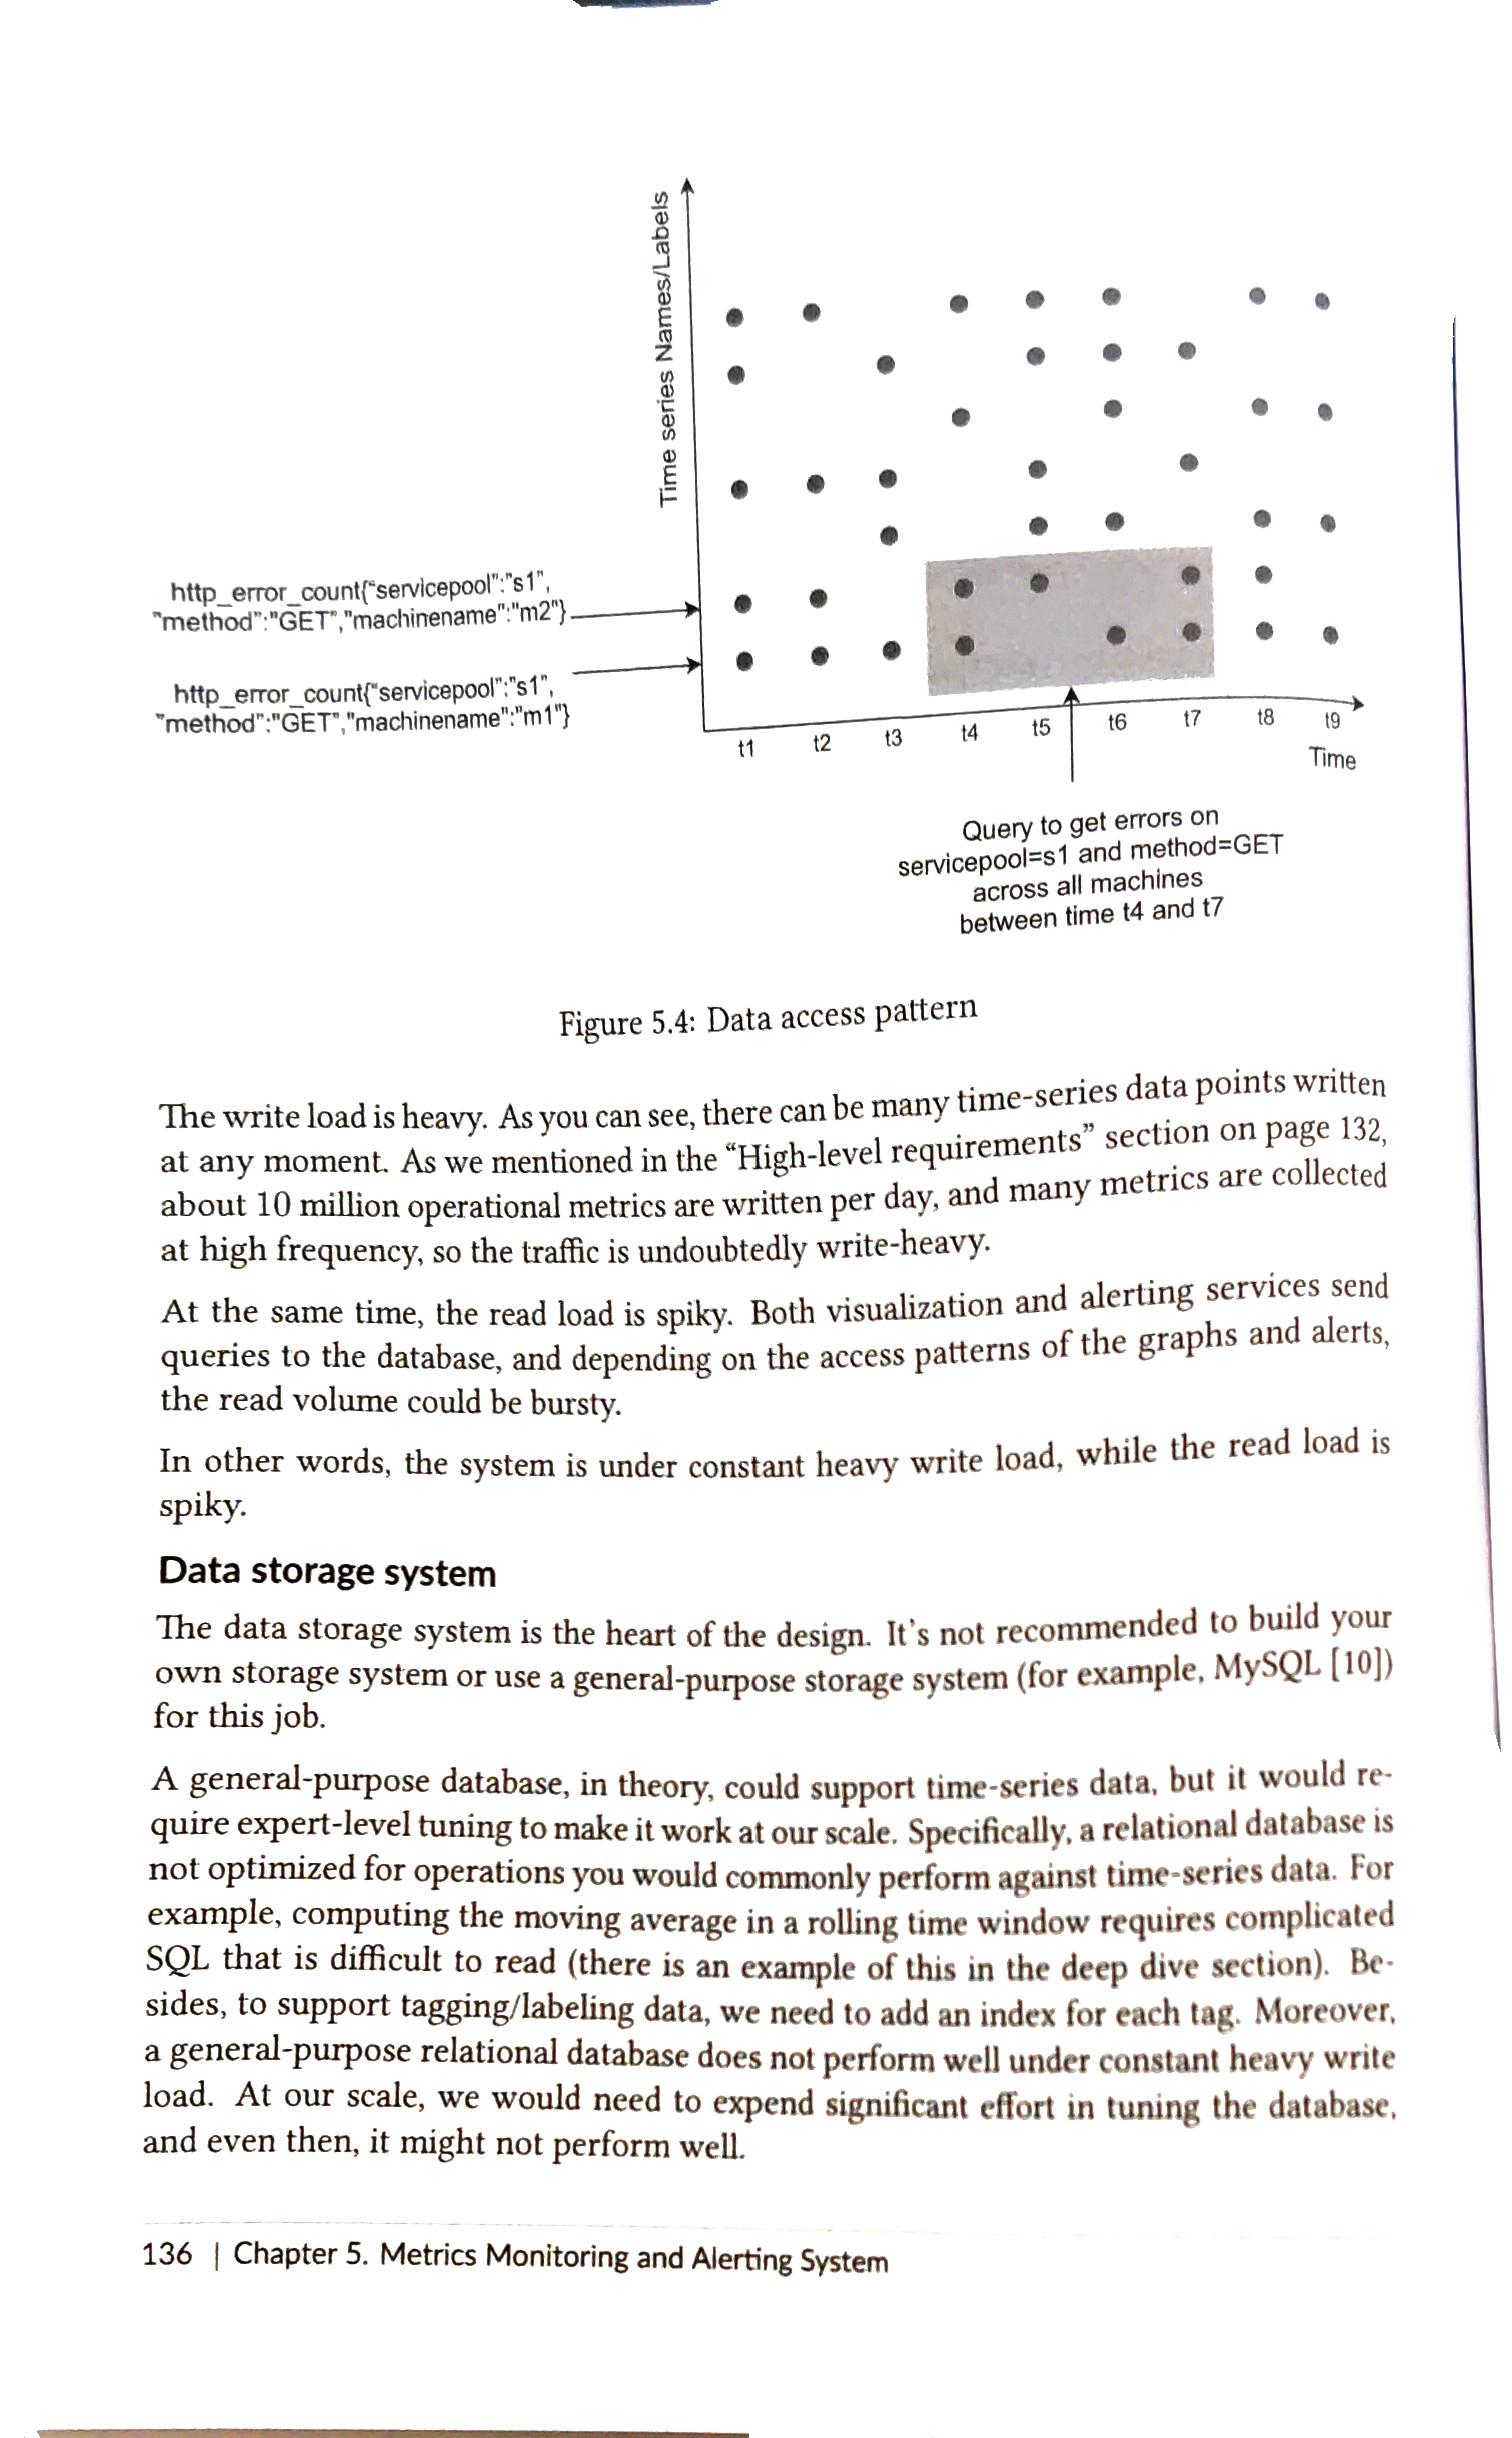 Time series Names/Labels
http_error_count{"servicepool":"s1",
"method":"GET","machinename":"m2"}
http_error_count{"servicepool":"s1",
"method":"GET","machinename":"m1"}
t1 t2 t3 t4 t5 t6 t7 t8 t9
Time
Query to get errors on
servicepool=s1 and method=GET
across all machines
between time t4 and t7
Figure 5.4: Data access pattern
The write load is heavy. As you can see, there can be many time-series data points written
at any moment. As we mentioned in the “High-level requirements” section on page 132,
about 10 million operational metrics are written per day, and many metrics are collected
at high frequency, so the traffic is undoubtedly write-heavy.
At the same time, the read load is spiky. Both visualization and alerting services send
queries to the database, and depending on the access patterns of the graphs and alerts,
the read volume could be bursty.
In other words, the system is under constant heavy write load, while the read load is
spiky.
Data storage system
The data storage system is the heart of the design. It's not recommended to build your
own storage system or use a general-purpose storage system (for example, MySQL [10])
for this job.
A general-purpose database, in theory, could support time-series data, but it would re-
quire expert-level tuning to make it work at our scale. Specifically, a relational database is
not optimized for operations you would commonly perform against time-series data. For
example, computing the moving average in a rolling time window requires complicated
SQL that is difficult to read (there is an example of this in the deep dive section). Be-
sides, to support tagging/labeling data, we need to add an index for each tag. Moreover,
a general-purpose relational database does not perform well under constant heavy write
load. At our scale, we would need to expend significant effort in tuning the database,
and even then, it might not perform well.
136 | Chapter 5. Metrics Monitoring and Alerting System